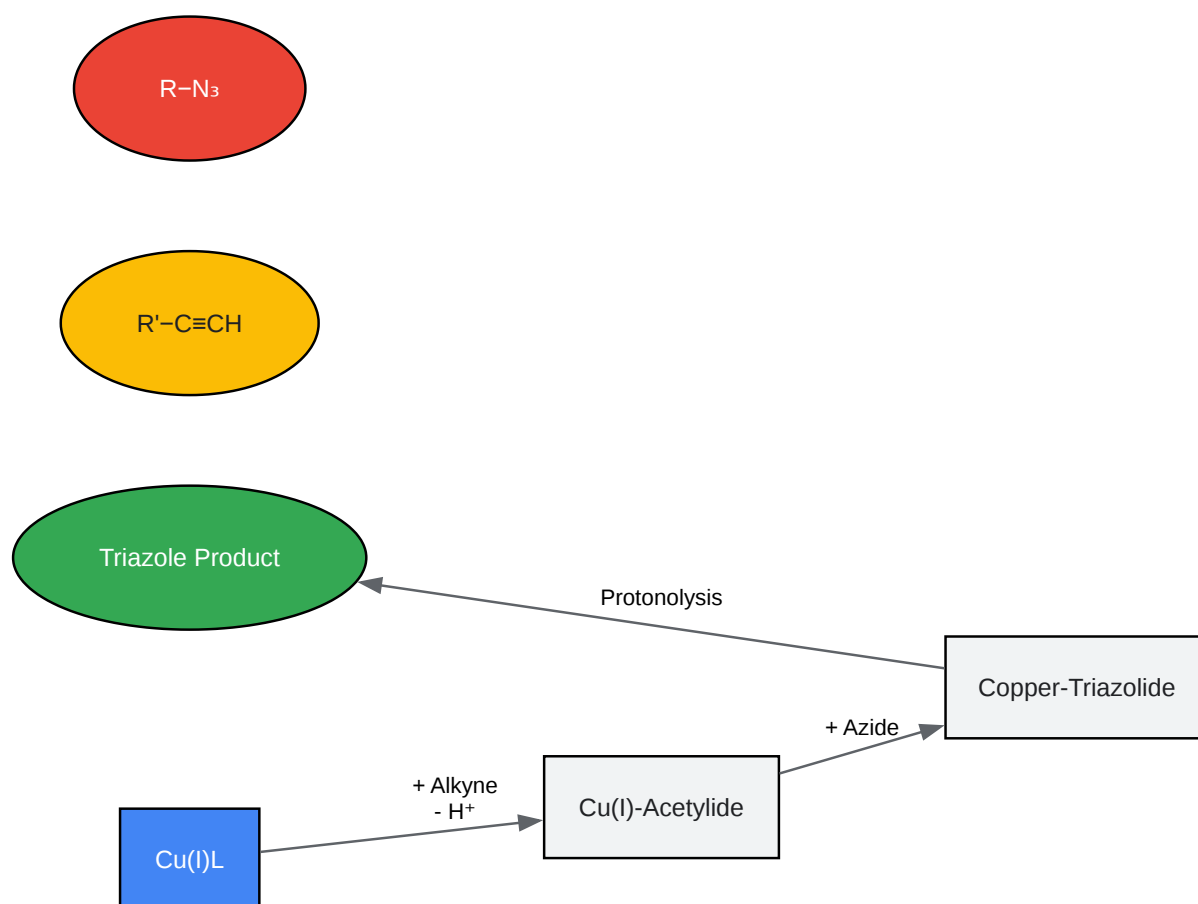 R−N₃
R'−C≡CH
Triazole Product
Protonolysis
Copper-Triazolide
+ Azide
+ Alkyne
- H⁺
Cu(I)-Acetylide
Cu(I)L